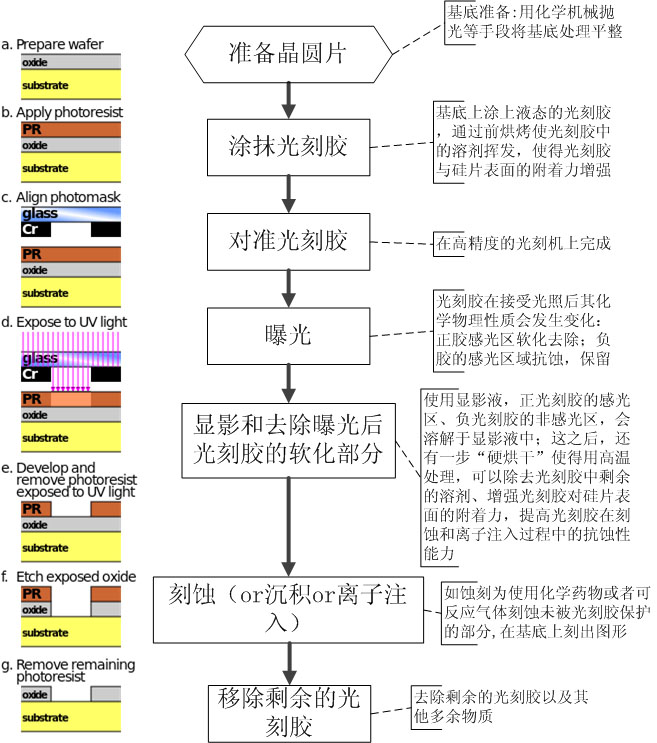 a. Prepare wafer
oxide
substrate
b. Apply photoresist
PR
oxide
substrate
c. Align photomask
glass
Cr
PR
oxide
substrate
d. Expose to UV light
glass
Cr
PR
oxide
substrate
e. Develop and
remove photoresist
exposed to UV light
PR
oxide
substrate
f. Etch exposed oxide
PR
oxide
substrate
g. Remove remaining
photoresist
oxide
substrate
准备晶圆片
基底准备:用化学机械抛
光等手段将基底处理平整
涂抹光刻胶
基底上涂上液态的光刻胶
，通过前烘烤使光刻胶中
的溶剂挥发，使得光刻胶
与硅片表面的附着力增强
对准光刻胶
在高精度的光刻机上完成
曝光
光刻胶在接受光照后其化
学物理性质会发生变化：
正胶感光区软化去除；负
胶的感光区域抗蚀，保留
显影和去除曝光后
光刻胶的软化部分
使用显影液，正光刻胶的感光
区、负光刻胶的非感光区，会
溶解于显影液中；这之后，还
有一步“硬烘干”使得用高温
处理，可以除去光刻胶中剩余
的溶剂、增强光刻胶对硅片表
面的附着力，提高光刻胶在刻
蚀和离子注入过程中的抗蚀性
能力
刻蚀（or沉积or离子注
入）
如蚀刻为使用化学药物或者可
反应气体刻蚀未被光刻胶保护
的部分,在基底上刻出图形
移除剩余的光
刻胶
去除剩余的光刻胶以及其
他多余物质